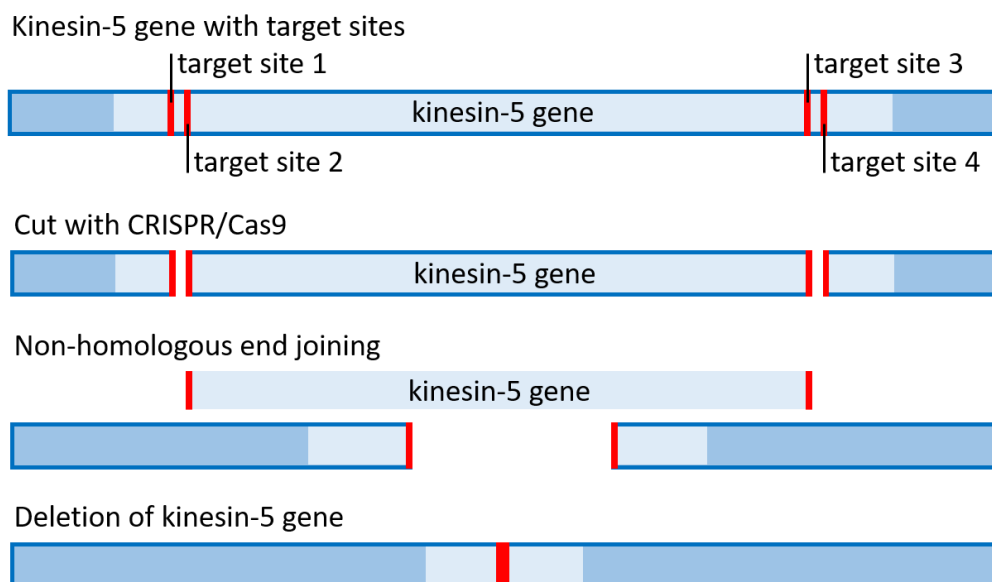 Kinesin-5 gene with target sites
target site 1
target site 3
kinesin-5 gene
target site 2
target site 4
Cut with CRISPR/Cas9
kinesin-5 gene
Non-homologous end joining
kinesin-5 gene
Deletion of kinesin-5 gene